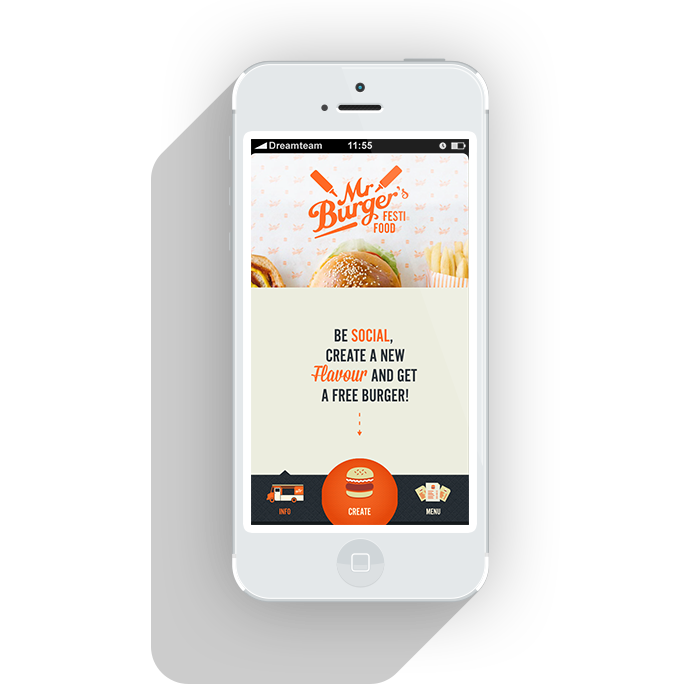 Dreamteam 11:55
Mr
Burger's
FESTI
FOOD
BE SOCIAL,
CREATE A NEW
Flavour AND GET
A FREE BURGER!
INFO CREATE MENU